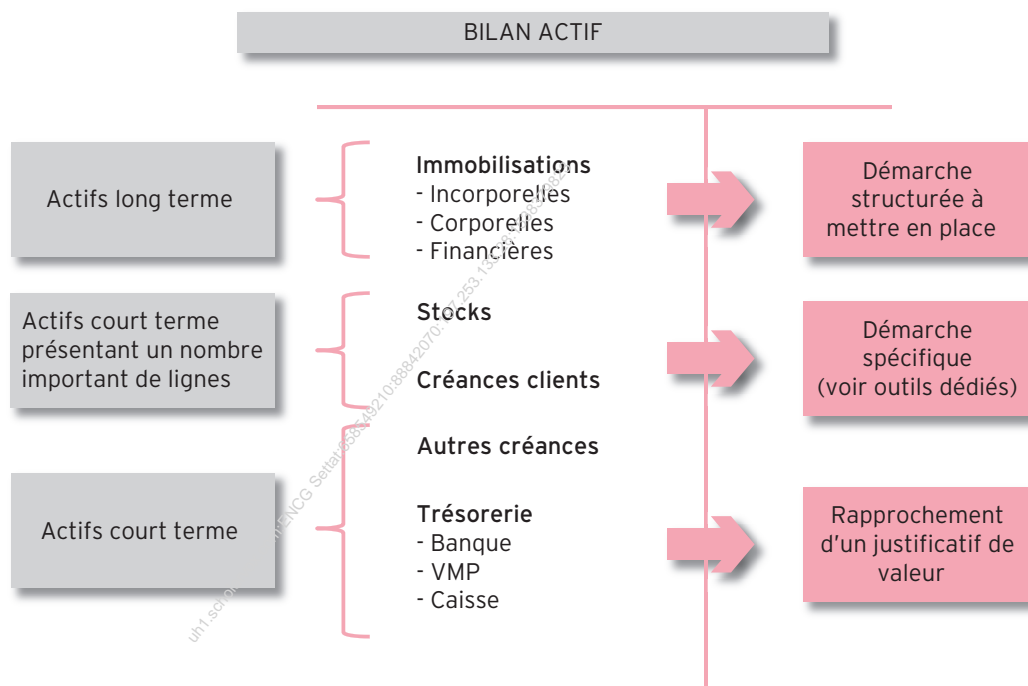 BILAN ACTIF
Actifs long terme
Immobilisations
- Incorporelles
- Corporelles
- Financières
Démarche
structurée à
mettre en place
Actifs court terme
présentant un nombre
important de lignes
Stocks
Créances clients
Démarche
spécifique
(voir outils dédiés)
Actifs court terme
Autres créances
Trésorerie
- Banque
- VMP
- Caisse
Rapprochement
d'un justificatif de
valeur